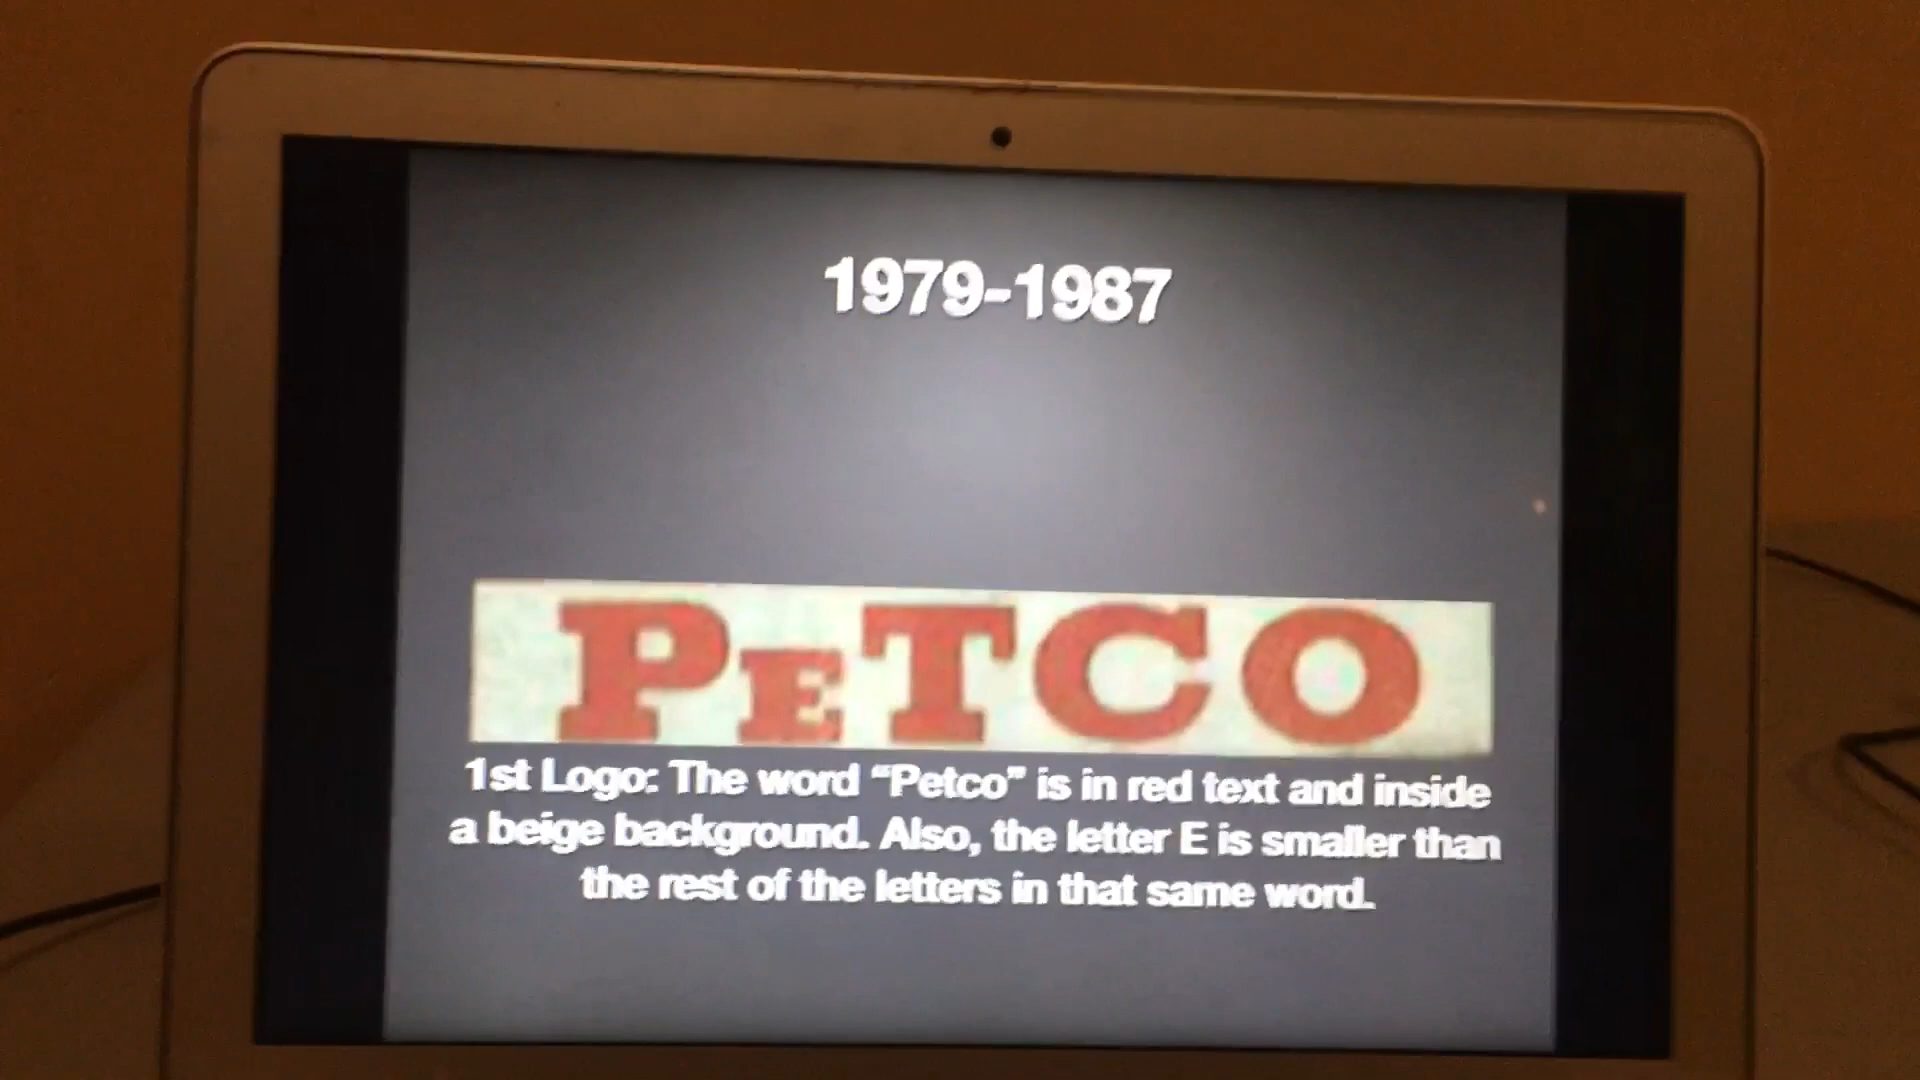 1979-1987
PeTCO
1st Logo: The word “Petco” is in red text and inside
a beige background. Also, the letter E is smaller than
the rest of the letters in that same word.